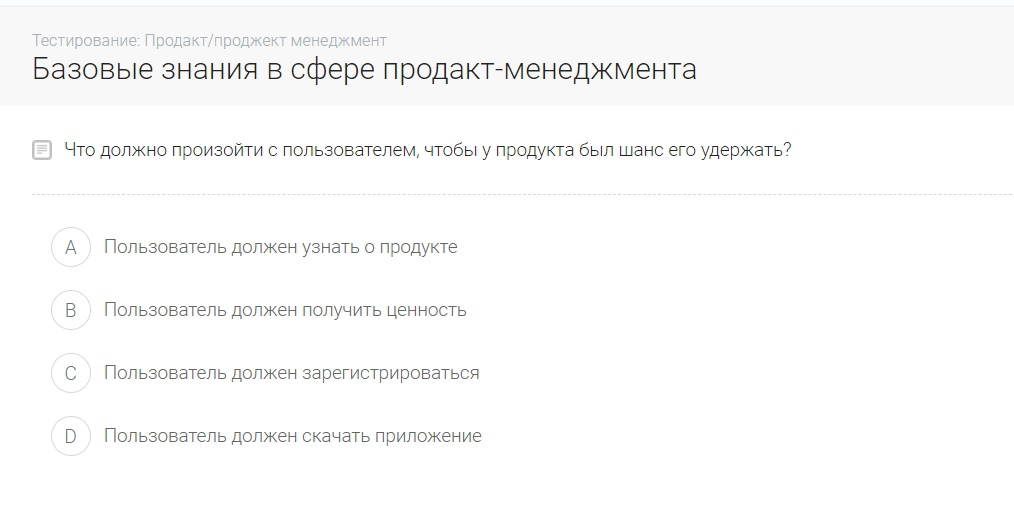 Тестирование: Продакт/проджект менеджмент
Базовые знания в сфере продакт-менеджмента
Что должно произойти с пользователем, чтобы у продукта был шанс его удержать?
A Пользователь должен узнать о продукте
B Пользователь должен получить ценность
C Пользователь должен зарегистрироваться
D Пользователь должен скачать приложение